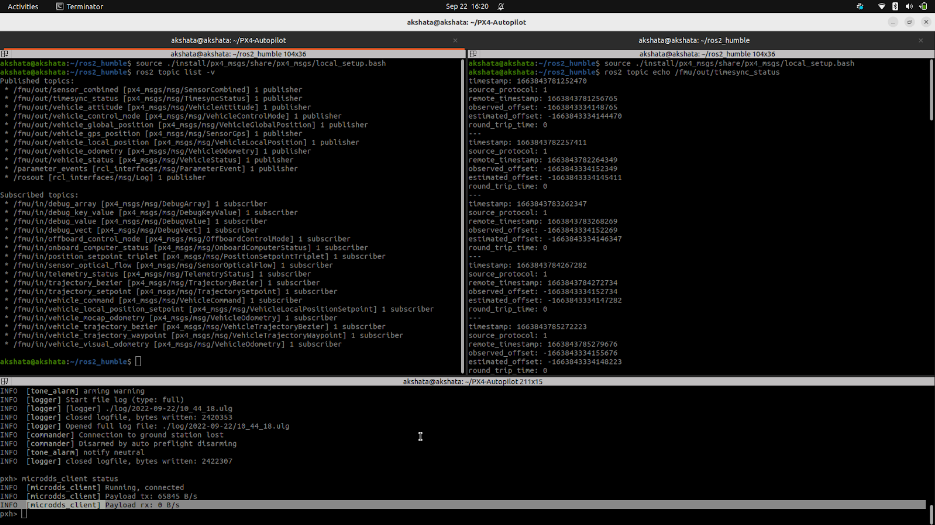 Activities
Terminator
Sep 22 16:20
akshata@akshata: ~/PX4-Autopilot
akshata@akshata: ~/PX4-Autopilot
akshata@akshata: ~/ros2_humble
akshata@akshata: ~/ros2_humble 104x36
akshata@akshata:~/ros2_humble$ source ./install/px4_msgs/share/px4_msgs/local_setup.bash
akshata@akshata:~/ros2_humble$ ros2 topic list -v
Published topics:
* /fmu/out/sensor_combined [px4_msgs/msg/SensorCombined] 1 publisher
* /fmu/out/timesync_status [px4_msgs/msg/TimesyncStatus] 1 publisher
* /fmu/out/vehicle_attitude [px4_msgs/msg/VehicleAttitude] 1 publisher
* /fmu/out/vehicle_control_mode [px4_msgs/msg/VehicleControlMode] 1 publisher
* /fmu/out/vehicle_global_position [px4_msgs/msg/VehicleGlobalPosition] 1 publisher
* /fmu/out/vehicle_gps_position [px4_msgs/msg/SensorGps] 1 publisher
* /fmu/out/vehicle_local_position [px4_msgs/msg/VehicleLocalPosition] 1 publisher
* /fmu/out/vehicle_odometry [px4_msgs/msg/VehicleOdometry] 1 publisher
* /fmu/out/vehicle_status [px4_msgs/msg/VehicleStatus] 1 publisher
* /parameter_events [rcl_interfaces/msg/ParameterEvent] 1 publisher
* /rosout [rcl_interfaces/msg/Log] 1 publisher
Subscribed topics:
* /fmu/in/debug_array [px4_msgs/msg/DebugArray] 1 subscriber
* /fmu/in/debug_key_value [px4_msgs/msg/DebugKeyValue] 1 subscriber
* /fmu/in/debug_value [px4_msgs/msg/DebugValue] 1 subscriber
* /fmu/in/debug_vect [px4_msgs/msg/DebugVect] 1 subscriber
* /fmu/in/offboard_control_mode [px4_msgs/msg/OffboardControlMode] 1 subscriber
* /fmu/in/onboard_computer_status [px4_msgs/msg/OnboardComputerStatus] 1 subscriber
* /fmu/in/position_setpoint_triplet [px4_msgs/msg/PositionSetpointTriplet] 1 subscriber
* /fmu/in/sensor_optical_flow [px4_msgs/msg/SensorOpticalFlow] 1 subscriber
* /fmu/in/telemetry_status [px4_msgs/msg/TelemetryStatus] 1 subscriber
* /fmu/in/trajectory_bezier [px4_msgs/msg/TrajectoryBezier] 1 subscriber
* /fmu/in/trajectory_setpoint [px4_msgs/msg/TrajectorySetpoint] 1 subscriber
* /fmu/in/vehicle_command [px4_msgs/msg/VehicleCommand] 1 subscriber
* /fmu/in/vehicle_local_position_setpoint [px4_msgs/msg/VehicleLocalPositionSetpoint] 1 subscriber
* /fmu/in/vehicle_mocap_odometry [px4_msgs/msg/VehicleOdometry] 1 subscriber
* /fmu/in/vehicle_trajectory_bezier [px4_msgs/msg/VehicleTrajectoryBezier] 1 subscriber
* /fmu/in/vehicle_trajectory_waypoint [px4_msgs/msg/VehicleTrajectoryWaypoint] 1 subscriber
* /fmu/in/vehicle_visual_odometry [px4_msgs/msg/VehicleOdometry] 1 subscriber
akshata@akshata:~/ros2_humble$
akshata@akshata: ~/ros2_humble 104x36
akshata@akshata:~/ros2_humble$ source ./install/px4_msgs/share/px4_msgs/local_setup.bash
akshata@akshata:~/ros2_humble$ ros2 topic echo /fmu/out/timesync_status
timestamp: 1663843781252470
source_protocol: 1
remote_timestamp: 1663843781256765
observed_offset: -1663843334148765
estimated_offset: -1663843334144470
round_trip_time: 0
---
timestamp: 1663843782257411
source_protocol: 1
remote_timestamp: 1663843782264349
observed_offset: -1663843334152349
estimated_offset: -1663843334145411
round_trip_time: 0
---
timestamp: 1663843783262347
source_protocol: 1
remote_timestamp: 1663843783268269
observed_offset: -1663843334152269
estimated_offset: -1663843334146347
round_trip_time: 0
---
timestamp: 1663843784267282
source_protocol: 1
remote_timestamp: 1663843784272734
observed_offset: -1663843334152734
estimated_offset: -1663843334147282
round_trip_time: 0
---
timestamp: 1663843785272223
source_protocol: 1
remote_timestamp: 1663843785279676
observed_offset: -1663843334155676
estimated_offset: -1663843334148223
round_trip_time: 0
akshata@akshata: ~/PX4-Autopilot 211x15
INFO [tone_alarm] arming warning
INFO [logger] Start file log (type: full)
INFO [logger] [logger] ./log/2022-09-22/10_44_18.ulg
INFO [logger] closed logfile, bytes written: 2420353
INFO [logger] Opened full log file: ./log/2022-09-22/10_44_18.ulg
INFO [commander] Connection to ground station lost
INFO [commander] Disarmed by auto preflight disarming
INFO [tone_alarm] notify neutral
INFO [logger] closed logfile, bytes written: 2422307
pxh> microdds_client status
INFO [microdds_client] Running, connected
INFO [microdds_client] Payload tx: 65845 B/s
INFO [microdds_client] Payload rx: 0 B/s
pxh>